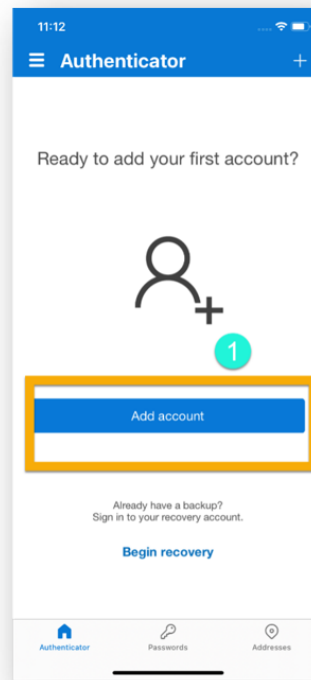 11:12
Authenticator
Ready to add your first account?
1
Add account
Already have a backup?
Sign in to your recovery account.
Begin recovery
Authenticator
Passwords
Addresses